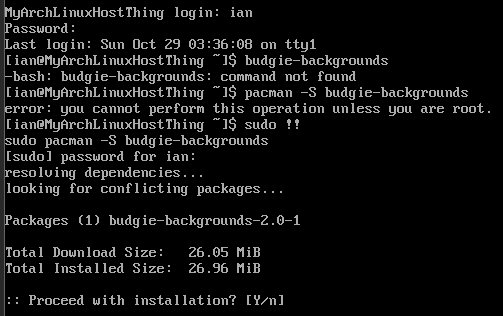 MyArchLinuxHostThing login: ian
Password:
Last login: Sun Oct 29 03:36:08 on tty1
[ian@MyArchLinuxHostThing ~]$ budgie-backgrounds
-bash: budgie-backgrounds: command not found
[ian@MyArchLinuxHostThing ~]$ pacman -S budgie-backgrounds
error: you cannot perform this operation unless you are root.
[ian@MyArchLinuxHostThing ~]$ sudo !!
sudo pacman -S budgie-backgrounds
[sudo] password for ian:
resolving dependencies...
looking for conflicting packages...
Packages (1) budgie-backgrounds-2.0-1
Total Download Size:   26.05 MiB
Total Installed Size:  26.96 MiB
:: Proceed with installation? [Y/n]